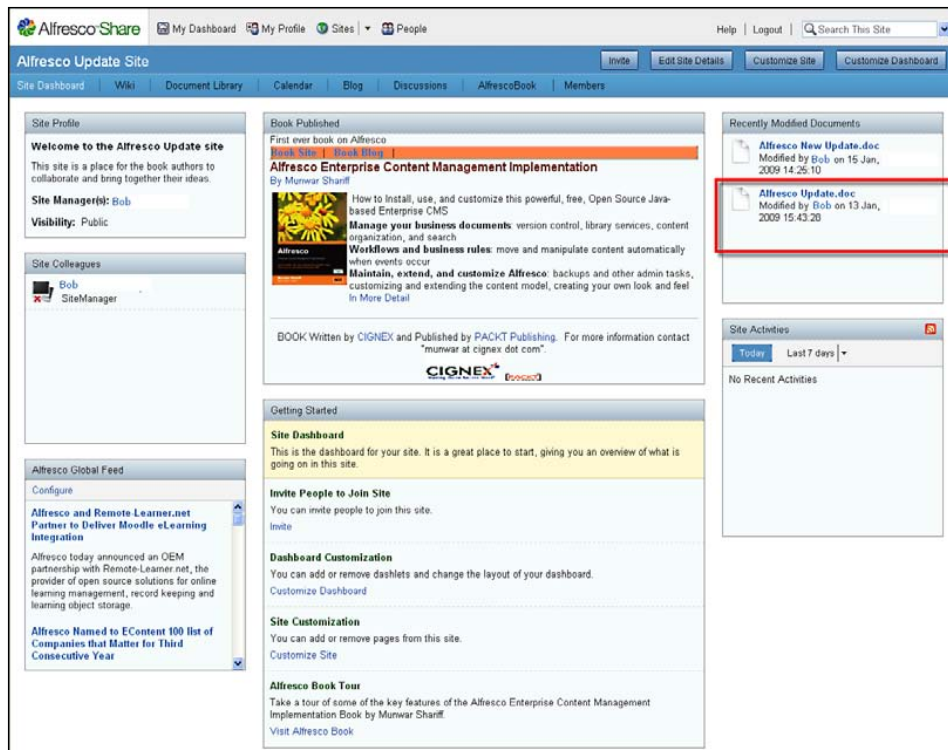 Alfresco Share
My Dashboard
My Profile
Sites
People
Help | Logout |
Search This Site
Alfresco Update Site
Invite
Edit Site Details
Customize Site
Customize Dashboard
Site Dashboard
Wiki
Document Library
Calendar
Blog
Discussions
AlfrescoBook
Members
Site Profile
Welcome to the Alfresco Update site
This site is a place for the book authors to
collaborate and bring together their ideas.
Site Manager(s): Bob
Visibility: Public
Site Colleagues
Bob
SiteManager
Alfresco Global Feed
Configure
Alfresco and Remote-Learner.net
Partner to Deliver Moodle eLearning
Integration
Alfresco today announced an OEM
partnership with Remote-Learner.net, the
provider of open source solutions for online
learning management, record keeping and
learning object storage.
Alfresco Named to EContent 100 list of
Companies that Matter for Third
Consecutive Year
Book Published
First ever book on Alfresco
Book Site | Book Blog |
Alfresco Enterprise Content Management Implementation
By Munwar Shariff
Alfresco
How to Install, use, and customize this powerful, free, Open Source Java-
based Enterprise CMS
Manage your business documents: version control, library services, content
organization, and search
Workflows and business rules: move and manipulate content automatically
when events occur
Maintain, extend, and customize Alfresco: backups and other admin tasks,
customizing and extending the content model, creating your own look and feel
In More Detail
BOOK Written by CIGNEX and Published by PACKT Publishing. For more information contact
"munwar at cignex dot com".
CIGNEX
[PACKT]
Getting Started
Site Dashboard
This is the dashboard for your site. It is a great place to start, giving you an overview of what is
going on in this site.
Invite People to Join Site
You can invite people to join this site.
Invite
Dashboard Customization
You can add or remove dashlets and change the layout of your dashboard.
Customize Dashboard
Site Customization
You can add or remove pages from this site.
Customize Site
Alfresco Book Tour
Take a tour of some of the key features of the Alfresco Enterprise Content Management
Implementation Book by Munwar Shariff.
Visit Alfresco Book
Recently Modified Documents
Alfresco New Update.doc
Modified by Bob on 15 Jan,
2009 14:25:10
Alfresco Update.doc
Modified by Bob on 13 Jan,
2009 15:43:28
Site Activities
Today
Last 7 days
No Recent Activities